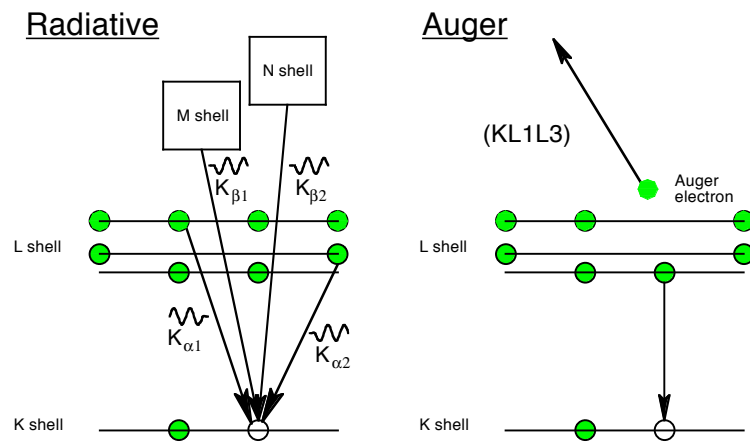 Radiative
N shell
M shell
Kβ1
Kβ2
L shell
Kα1
Kα2
K shell
Auger
(KL1L3)
Auger
electron
L shell
K shell